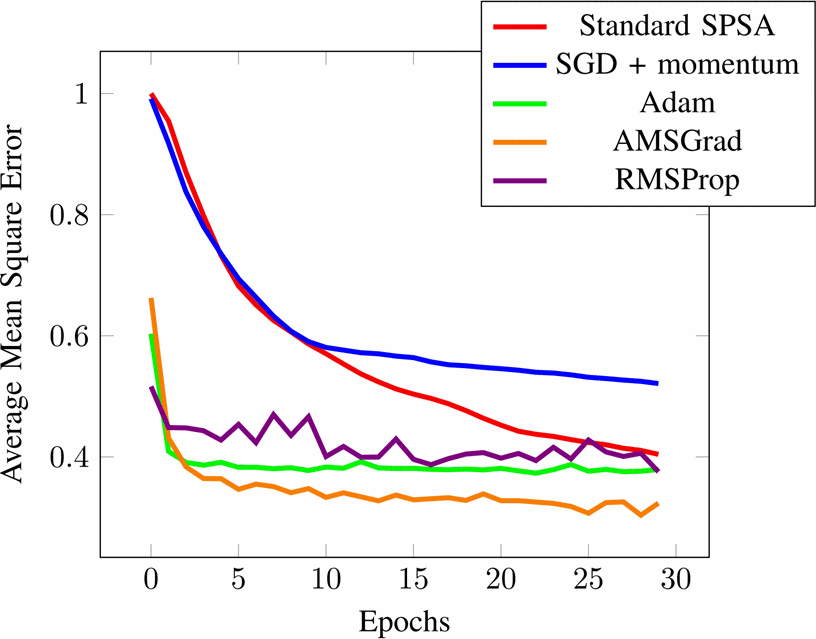 Standard SPSA
SGD + momentum
Adam
AMSGrad
RMSProp
Average Mean Square Error
1
0.8
0.6
0.4
0 5 10 15 20 25 30
Epochs